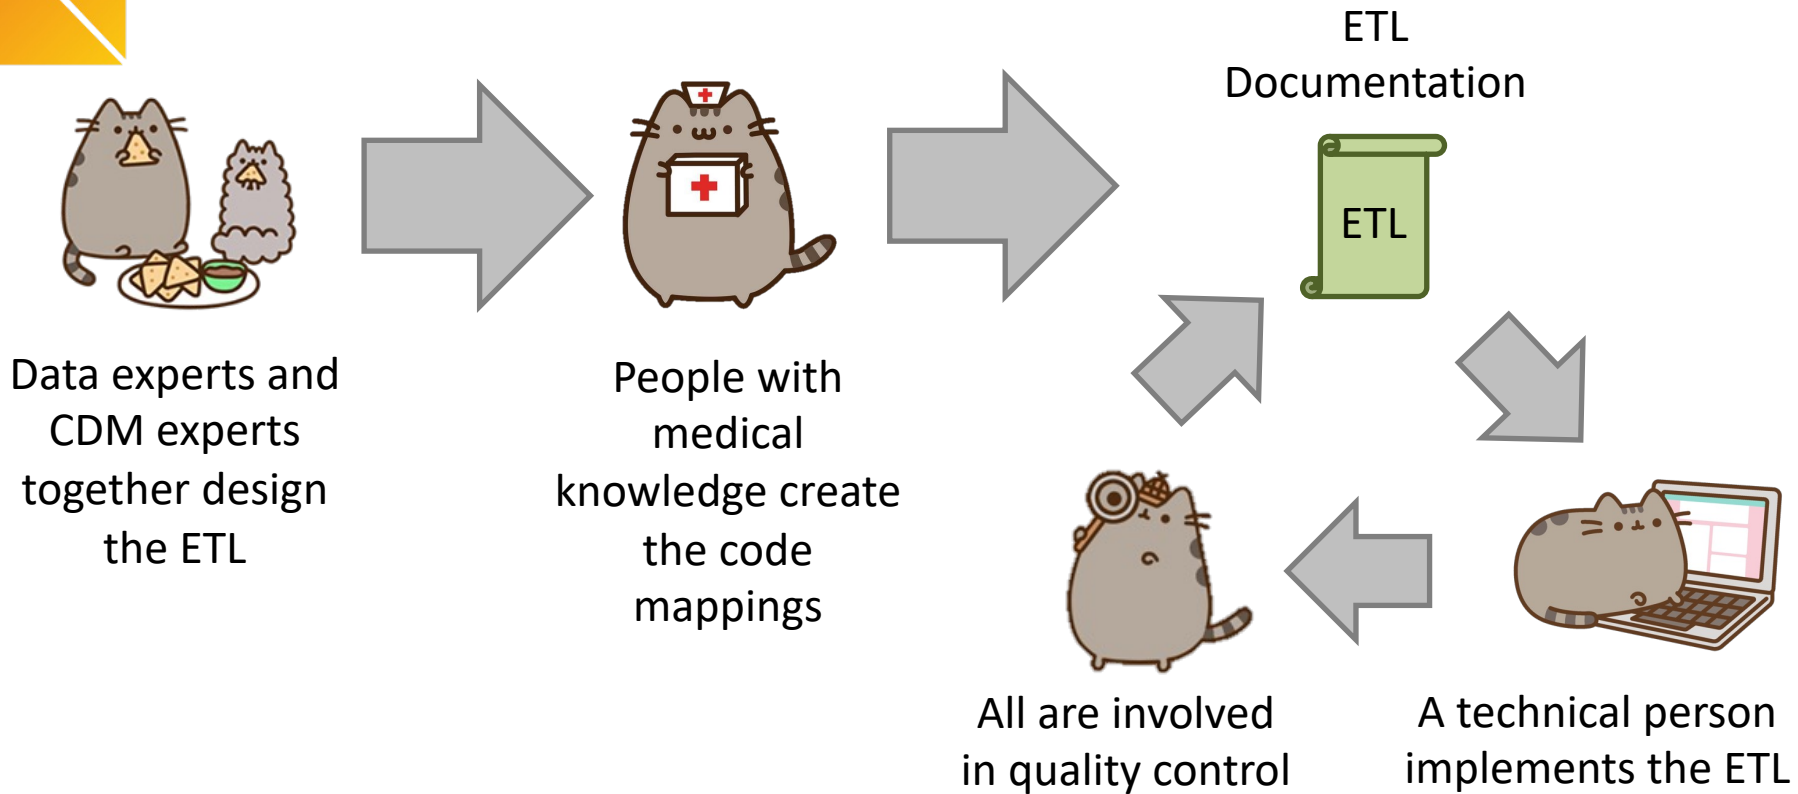 Data experts and
CDM experts
together design
the ETL
People with
medical
knowledge create
the code
mappings
ETL
Documentation
ETL
A technical person
implements the ETL
All are involved
in quality control